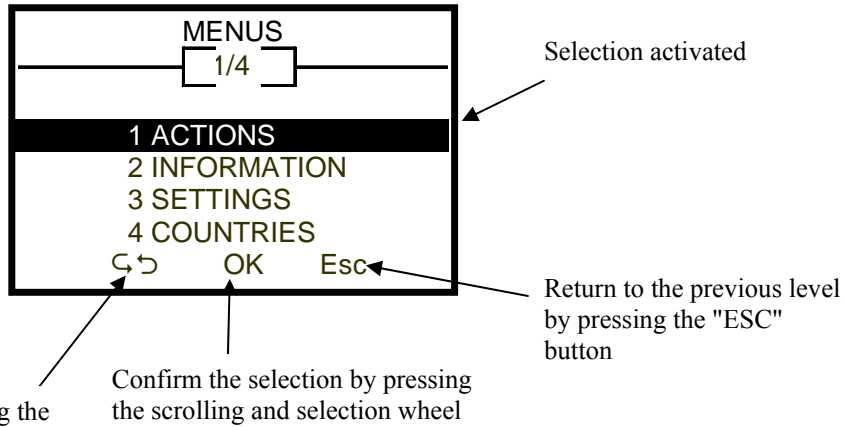 MENUS
1/4
Selection activated
1 ACTIONS
2 INFORMATION
3 SETTINGS
4 COUNTRIES
OK Esc
Return to the previous level
by pressing the "ESC"
button
Confirm the selection by pressing
the scrolling and selection wheel
the